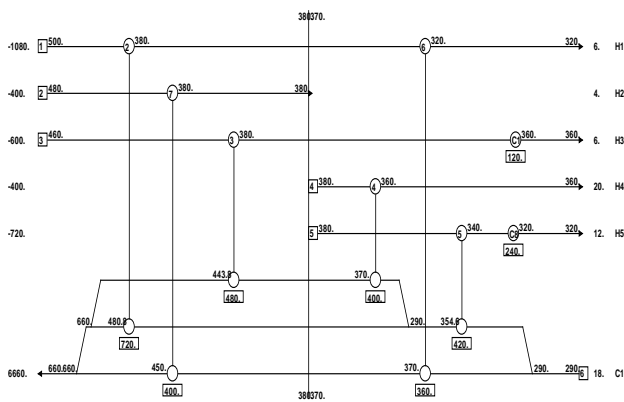 380370.
-1080. 1 500. 2 380. 6 320. 320. 6. H1
-400. 2 480. 7 380. 380. 4. H2
-600. 3 460. 3 380. C1 360. 360. 6. H3
120.
-400. 4 380. 4 360. 360. 20. H4
-720. 5 380. 5 340. C8 320. 320. 12. H5
240.
443.8 370.
480. 400.
660. 480.8 290. 354.6
720. 420.
6660. 660.660. 450. 370. 290. 290. 6 18. C1
400. 360.
380370.